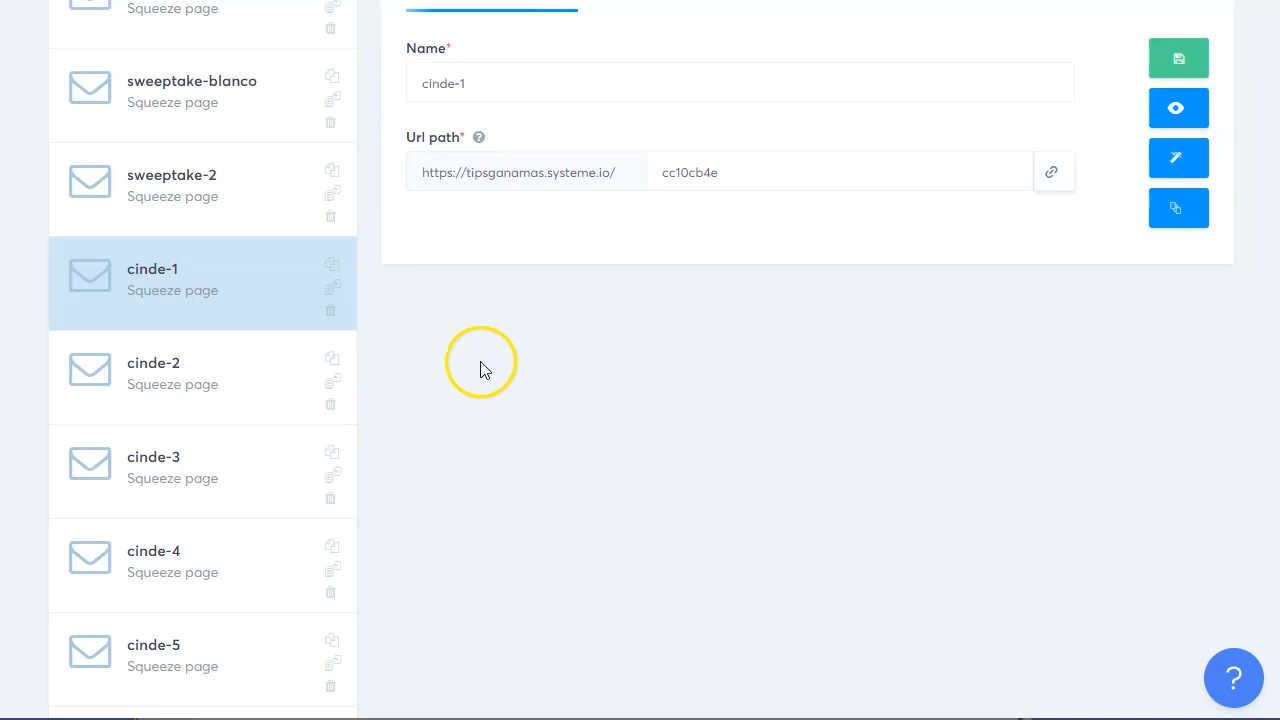 Squeeze page
sweeptake-blanco
Squeeze page
sweeptake-2
Squeeze page
cinde-1
Squeeze page
cinde-2
Squeeze page
cinde-3
Squeeze page
cinde-4
Squeeze page
cinde-5
Squeeze page
Name*
cinde-1
Url path* ?
https://tipsganamas.systeme.io/ cc10cb4e
?